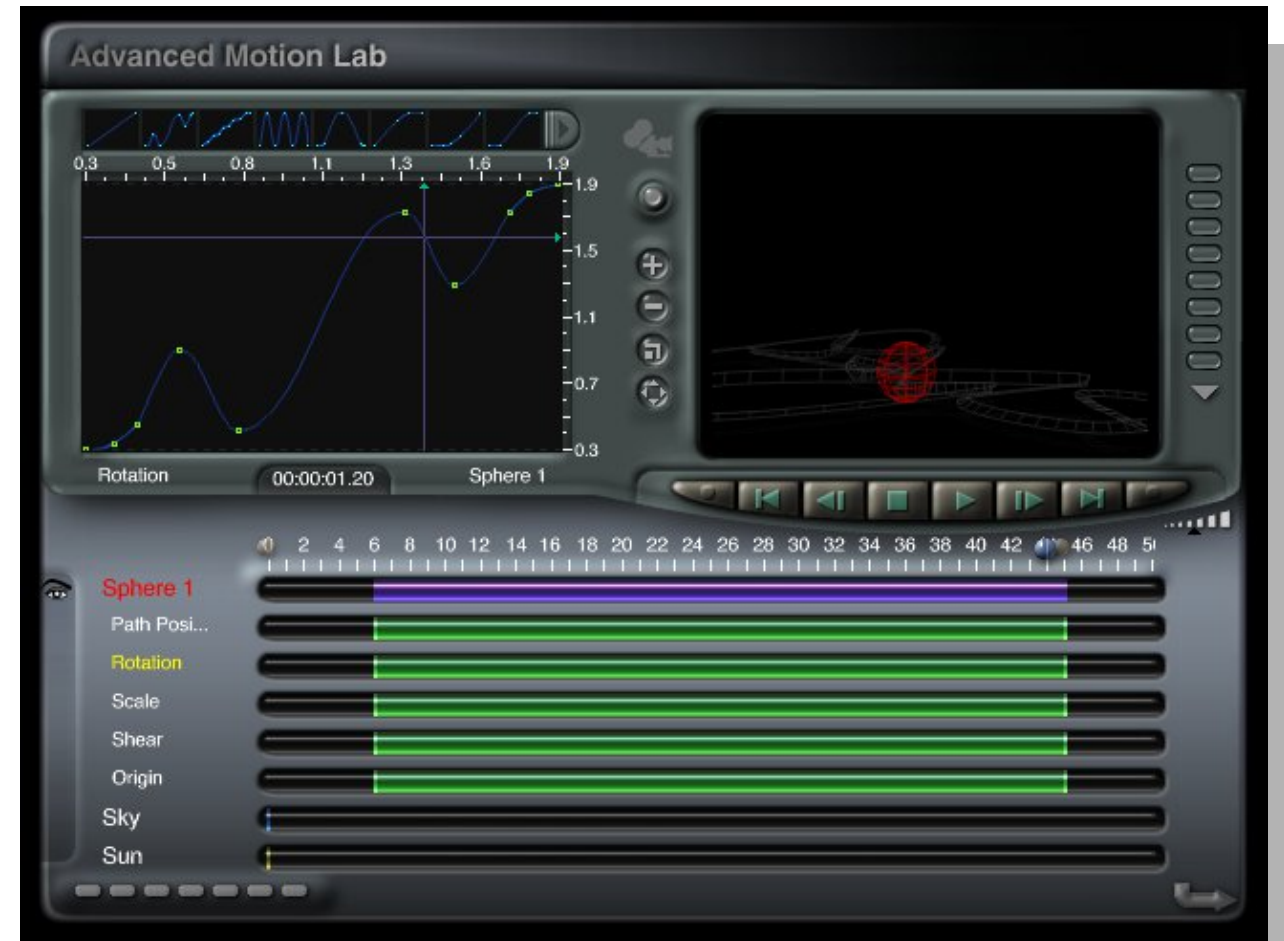 Advanced Motion Lab
0.3 0.5 0.8 1.1 1.3 1.6 1.9
1.9
1.5
1.1
0.7
0.3
Rotation 00:00:01.20 Sphere 1
2 4 6 8 10 12 14 16 18 20 22 24 26 28 30 32 34 36 38 40 42 46 48
Sphere 1
Path Posi...
Rotation
Scale
Shear
Origin
Sky
Sun